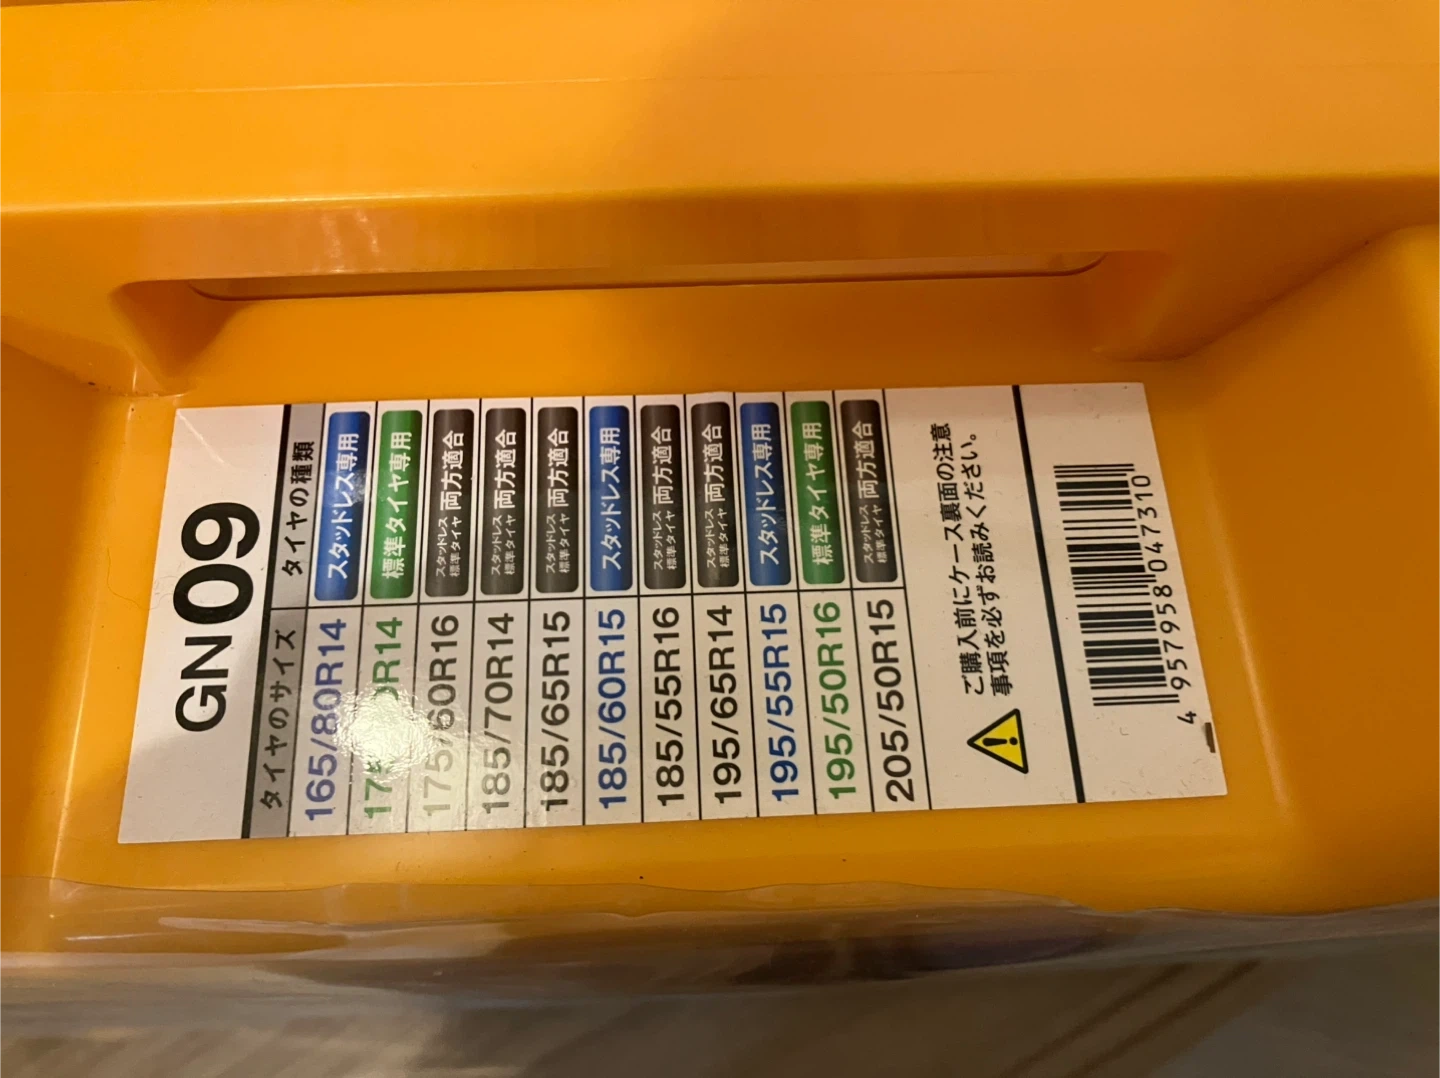 GN09
タイヤのサイズ タイヤの種類
165/80R14 スタッドレス専用
R14 標準タイヤ専用
175/60R16 スタッドレス 標準タイヤ 両方適合
185/70R14 スタッドレス 標準タイヤ 両方適合
185/65R15 スタッドレス 標準タイヤ 両方適合
185/60R15 スタッドレス専用
185/55R16 スタッドレス 標準タイヤ 両方適合
195/65R14 スタッドレス 標準タイヤ 両方適合
195/55R15 スタッドレス専用
195/50R16 標準タイヤ専用
205/50R15 スタッドレス 標準タイヤ 両方適合
ご購入前にケース裏面の注意
事項を必ずお読みください。
4 957958 047310